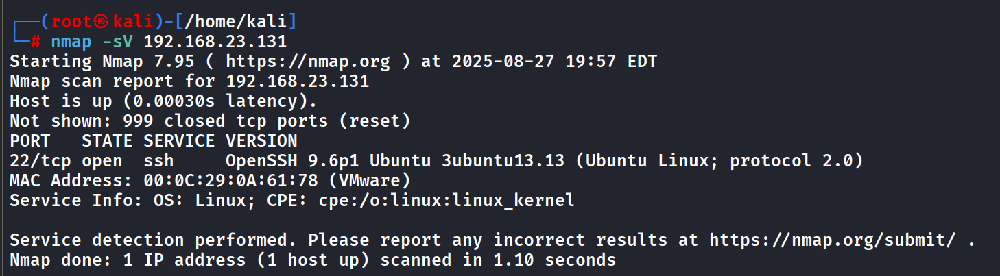 ┌──(root㉿kali)-[/home/kali]
└─# nmap -sV 192.168.23.131
Starting Nmap 7.95 ( https://nmap.org ) at 2025-08-27 19:57 EDT
Nmap scan report for 192.168.23.131
Host is up (0.00030s latency).
Not shown: 999 closed tcp ports (reset)
PORT   STATE SERVICE VERSION
22/tcp open  ssh     OpenSSH 9.6p1 Ubuntu 3ubuntu13.13 (Ubuntu Linux; protocol 2.0)
MAC Address: 00:0C:29:0A:61:78 (VMware)
Service Info: OS: Linux; CPE: cpe:/o:linux:linux_kernel

Service detection performed. Please report any incorrect results at https://nmap.org/submit/ .
Nmap done: 1 IP address (1 host up) scanned in 1.10 seconds